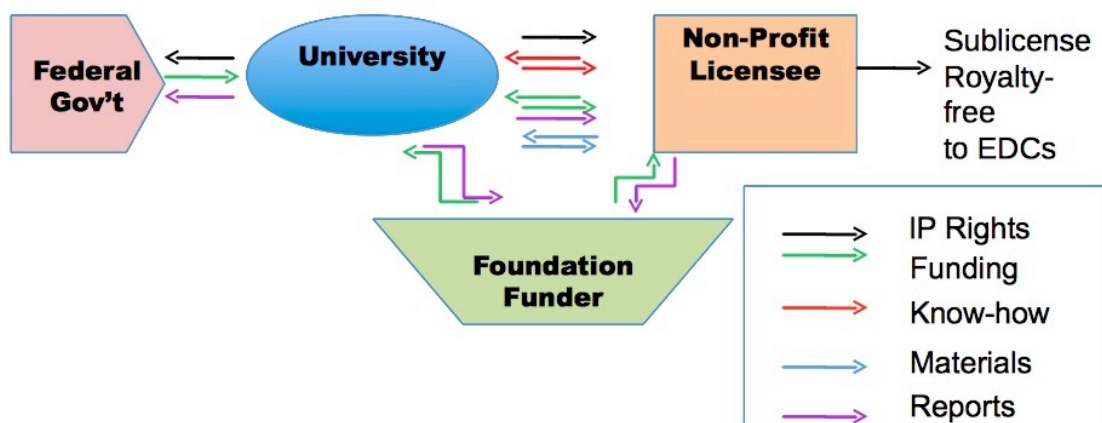 Federal
Gov't
University
Non-Profit
Licensee
Sublicense
Royalty-
free
to EDCs
Foundation
Funder
IP Rights
Funding
Know-how
Materials
Reports